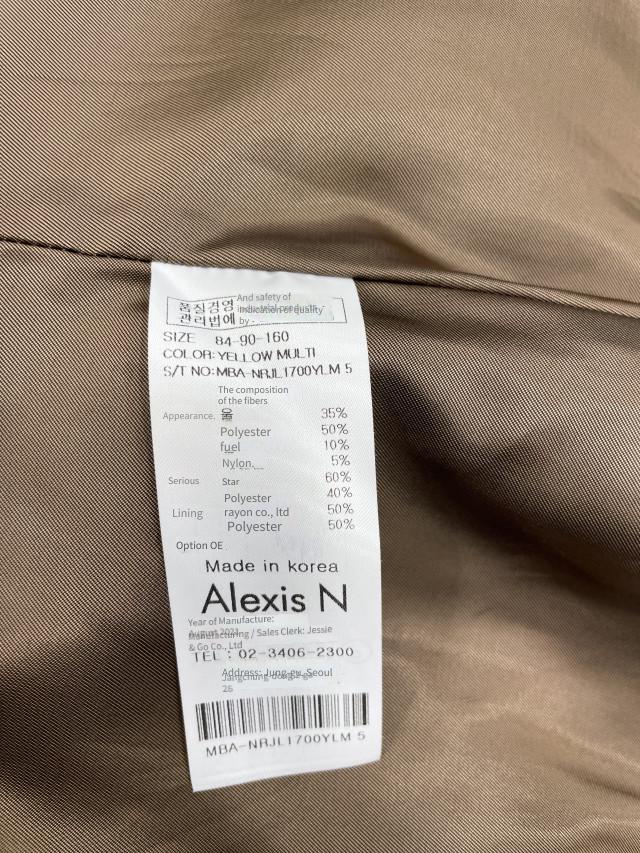 품질경영 And safety of
관리법에 by -
SIZE 84-90-160
COLOR:YELLOW MULTI
S/T NO:MBA-NRJL1700YLM 5
The composition
of the fibers
Appearance. 울 35%
Polyester 50%
fuel 10%
Nylon. 5%
Serious Star 60%
Polyester 40%
Lining rayon co., ltd 50%
Polyester 50%
Option OE
Made in korea
Alexis N
Year of Manufacture:
August 2021
Manufacturing / Sales Clerk: Jessie
& Go Co., Ltd
TEL : 02-3406-2300
Address: Jung-gu, Seoul
26
MBA-NRJL1700YLM 5